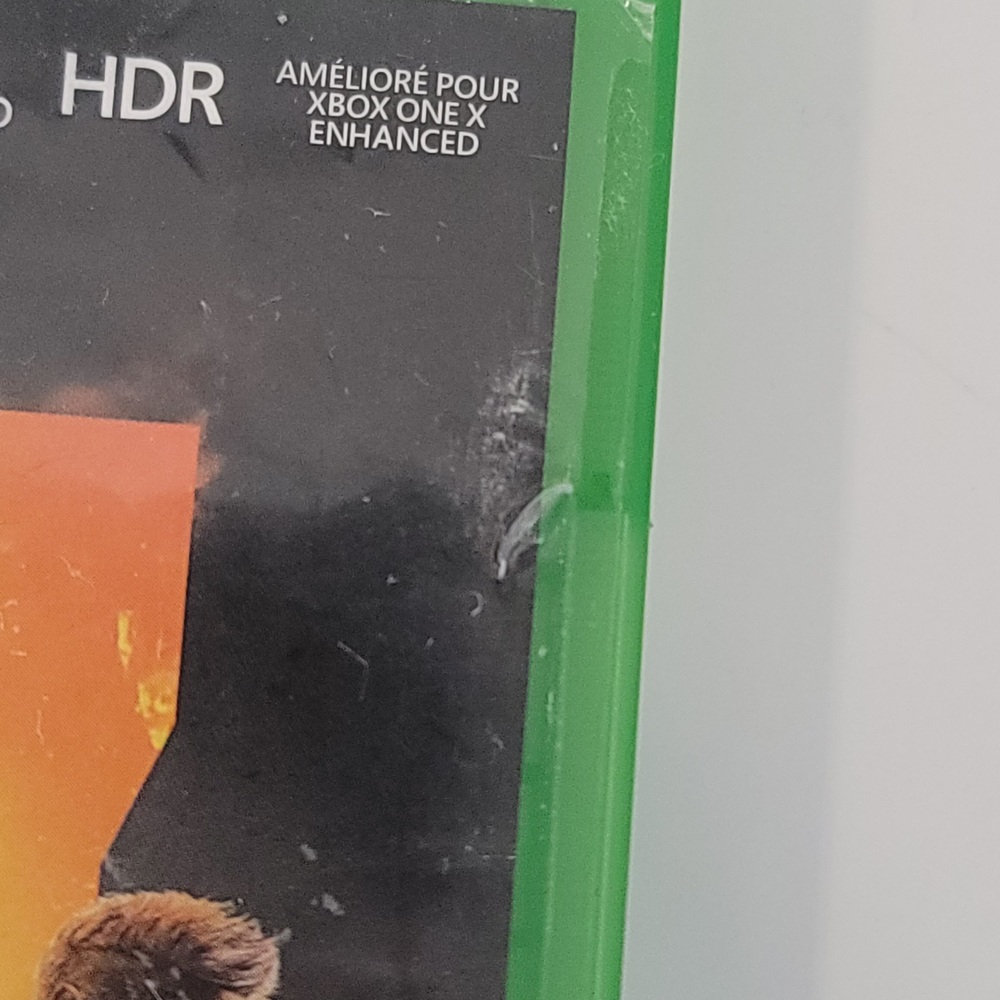 HDR
AMÉLIORÉ POUR
XBOX ONE X
ENHANCED